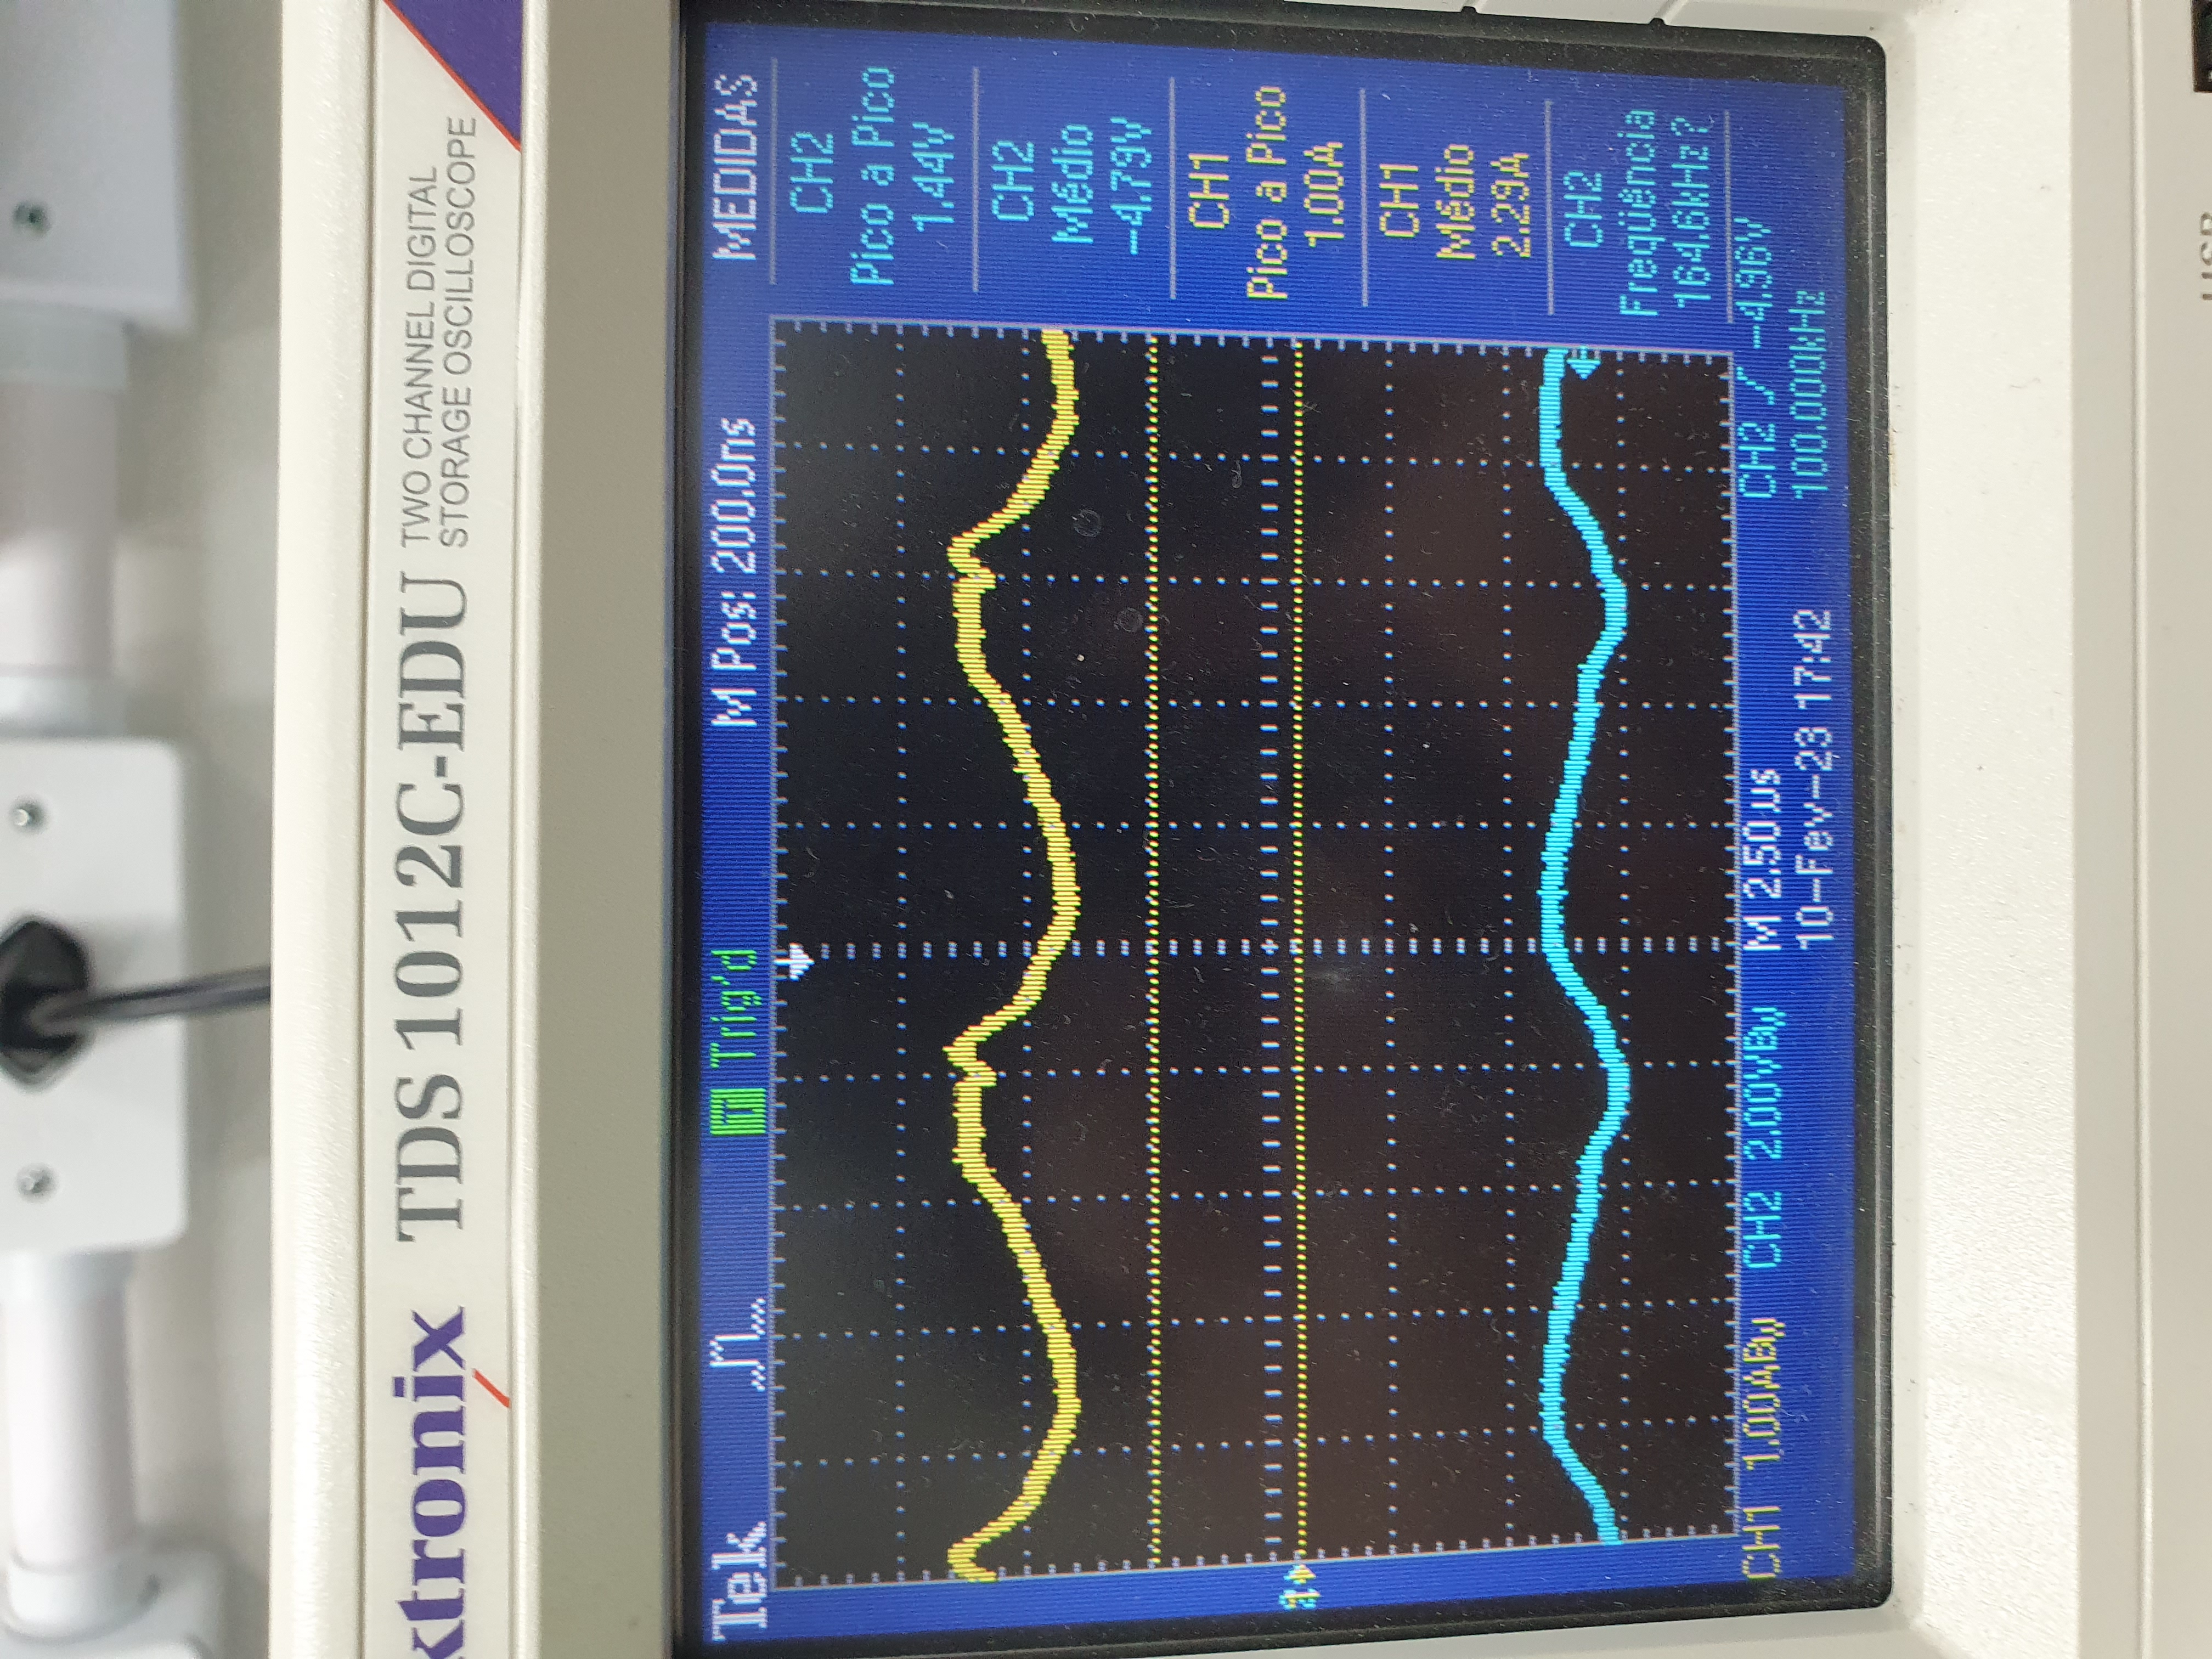 ktronix TDS 1012C-EDU TWO CHANNEL DIGITAL
STORAGE OSCILLOSCOPE
Tek Trig'd M Pos: 200.0ns MEDIDAS
CH2
Pico a Pico
1.44V
CH2
Médio
-4.79V
CH1
Pico a Pico
1.00A
CH1
Médio
2.29A
CH2
Freqüência
164.6kHz?
CH1 1.00ABw CH2 2.00VBw M 2.50µs CH2 -4.96V
10-Fev-23 17:42 100.000kHz
USB